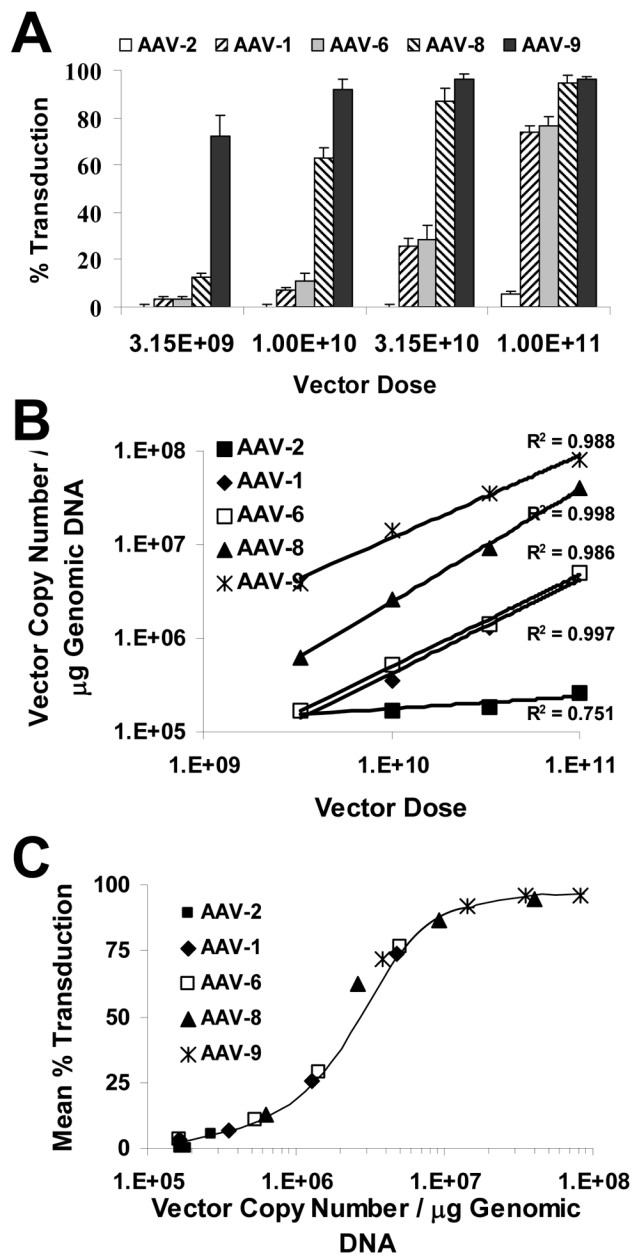 A
AAV-2 AAV-1 AAV-6 AAV-8 AAV-9
% Transduction
100
80
60
40
20
0
3.15E+09 1.00E+10 3.15E+10 1.00E+11
Vector Dose
B
Vector Copy Number /
μg Genomic DNA
1.E+08
1.E+07
1.E+06
1.E+05
AAV-2
AAV-1
AAV-6
AAV-8
AAV-9
R² = 0.988
R² = 0.998
R² = 0.986
R² = 0.997
R² = 0.751
1.E+09 1.E+10 1.E+11
Vector Dose
C
Mean % Transduction
100
75
50
25
0
AAV-2
AAV-1
AAV-6
AAV-8
AAV-9
1.E+05 1.E+06 1.E+07 1.E+08
Vector Copy Number / μg Genomic
DNA